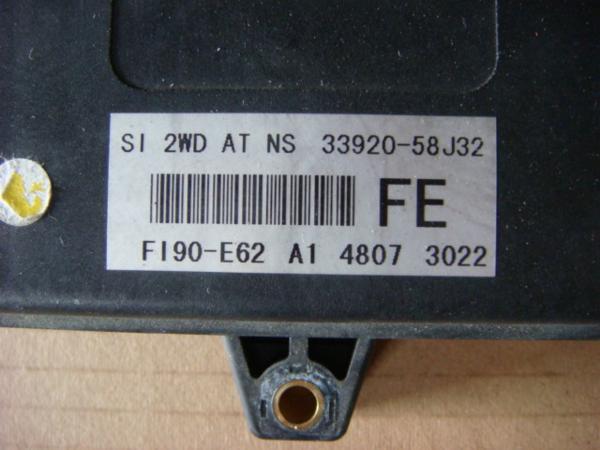 SI 2WD AT NS 33920-58J32
FE
FI90-E62 A1 4807 3022